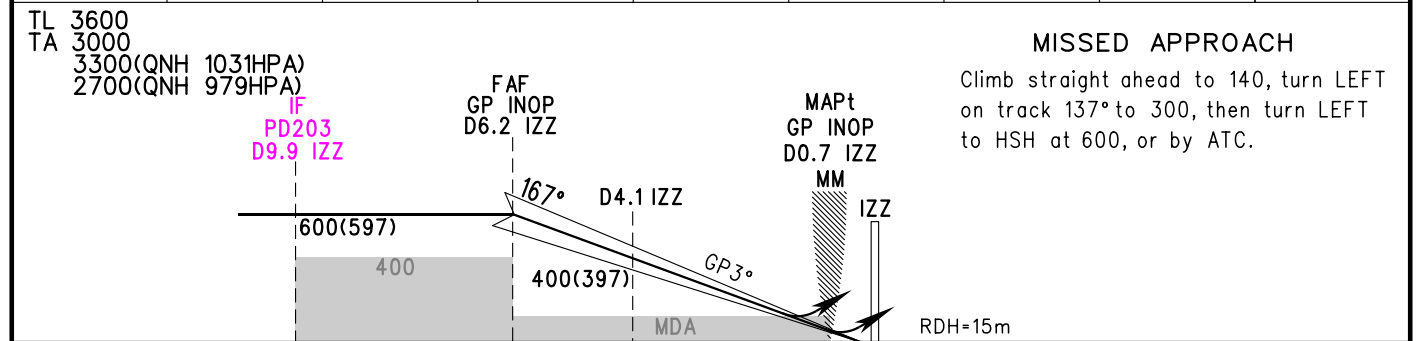 TL 3600
TA 3000
3300(QNH 1031HPA)
2700(QNH 979HPA)
IF
PD203
D9.9 IZZ
FAF
GP INOP
D6.2 IZZ
MAPt
GP INOP
D0.7 IZZ
MM
IZZ
MISSED APPROACH
Climb straight ahead to 140, turn LEFT
on track 137° to 300, then turn LEFT
to HSH at 600, or by ATC.
167°
D4.1 IZZ
600(597)
400
400(397)
GP3°
MDA
RDH=15m